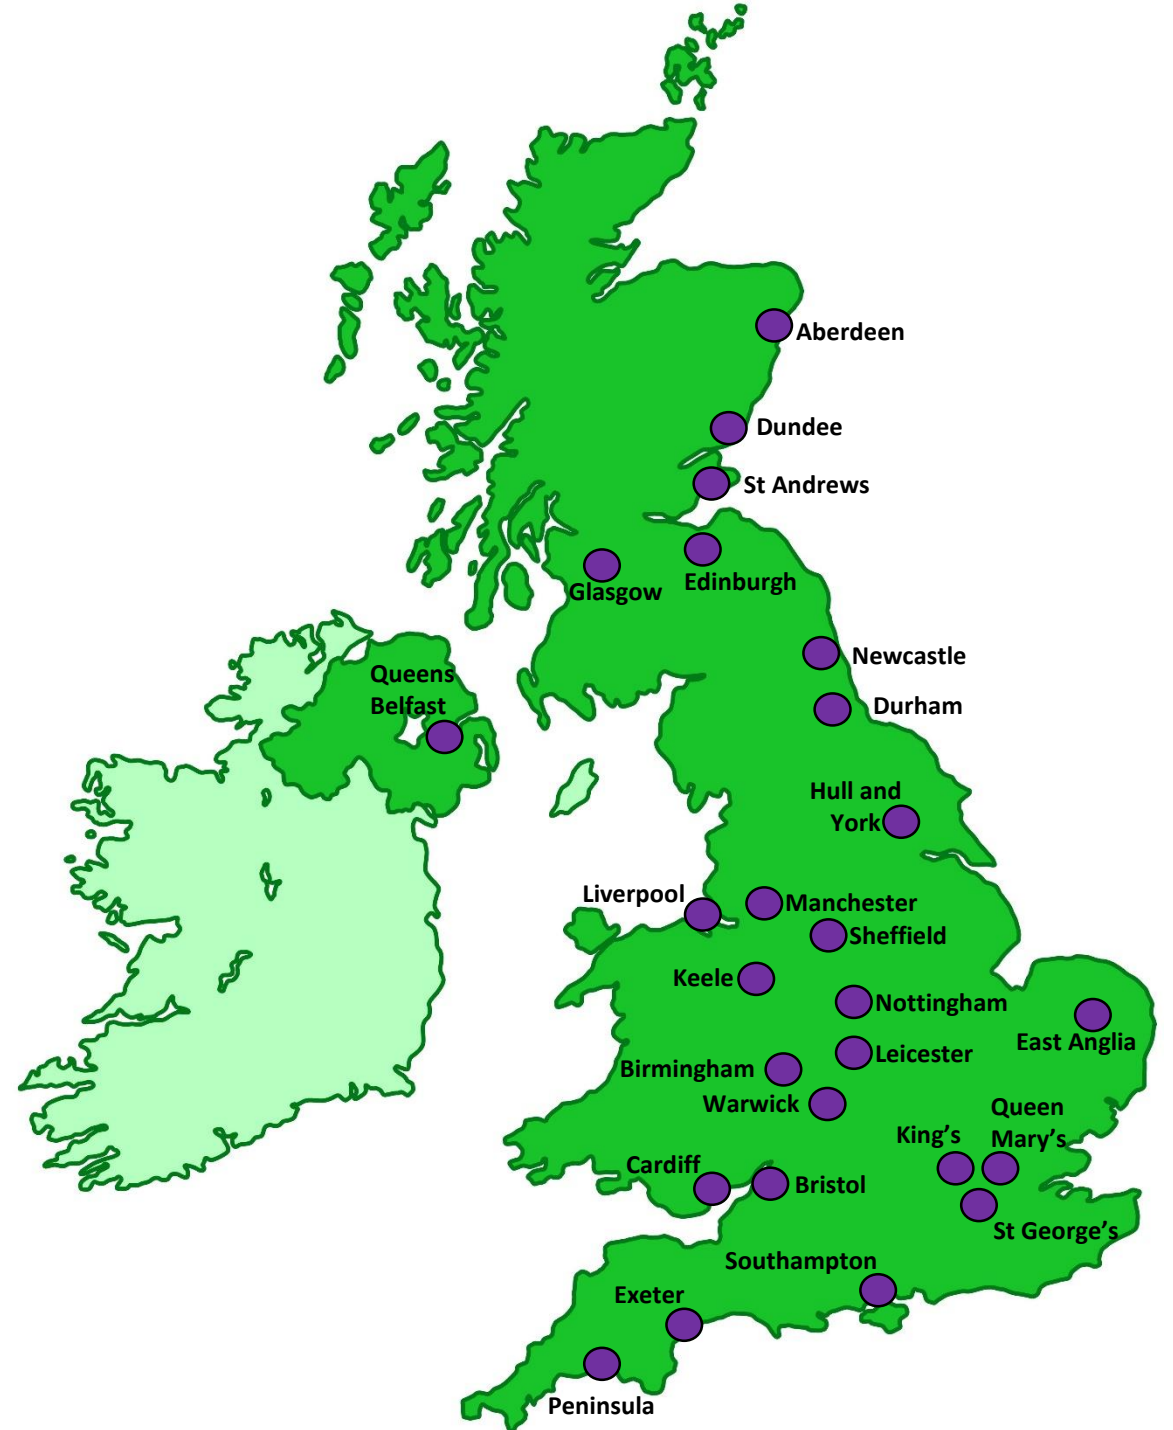 Aberdeen
Dundee
St Andrews
Edinburgh
Glasgow
Newcastle
Queens
Belfast
Durham
Hull and
York
Liverpool
Manchester
Sheffield
Keele
Nottingham
East Anglia
Leicester
Birmingham
Warwick
Queen
Mary’s
King’s
Cardiff
Bristol
St George’s
Southampton
Exeter
Peninsula